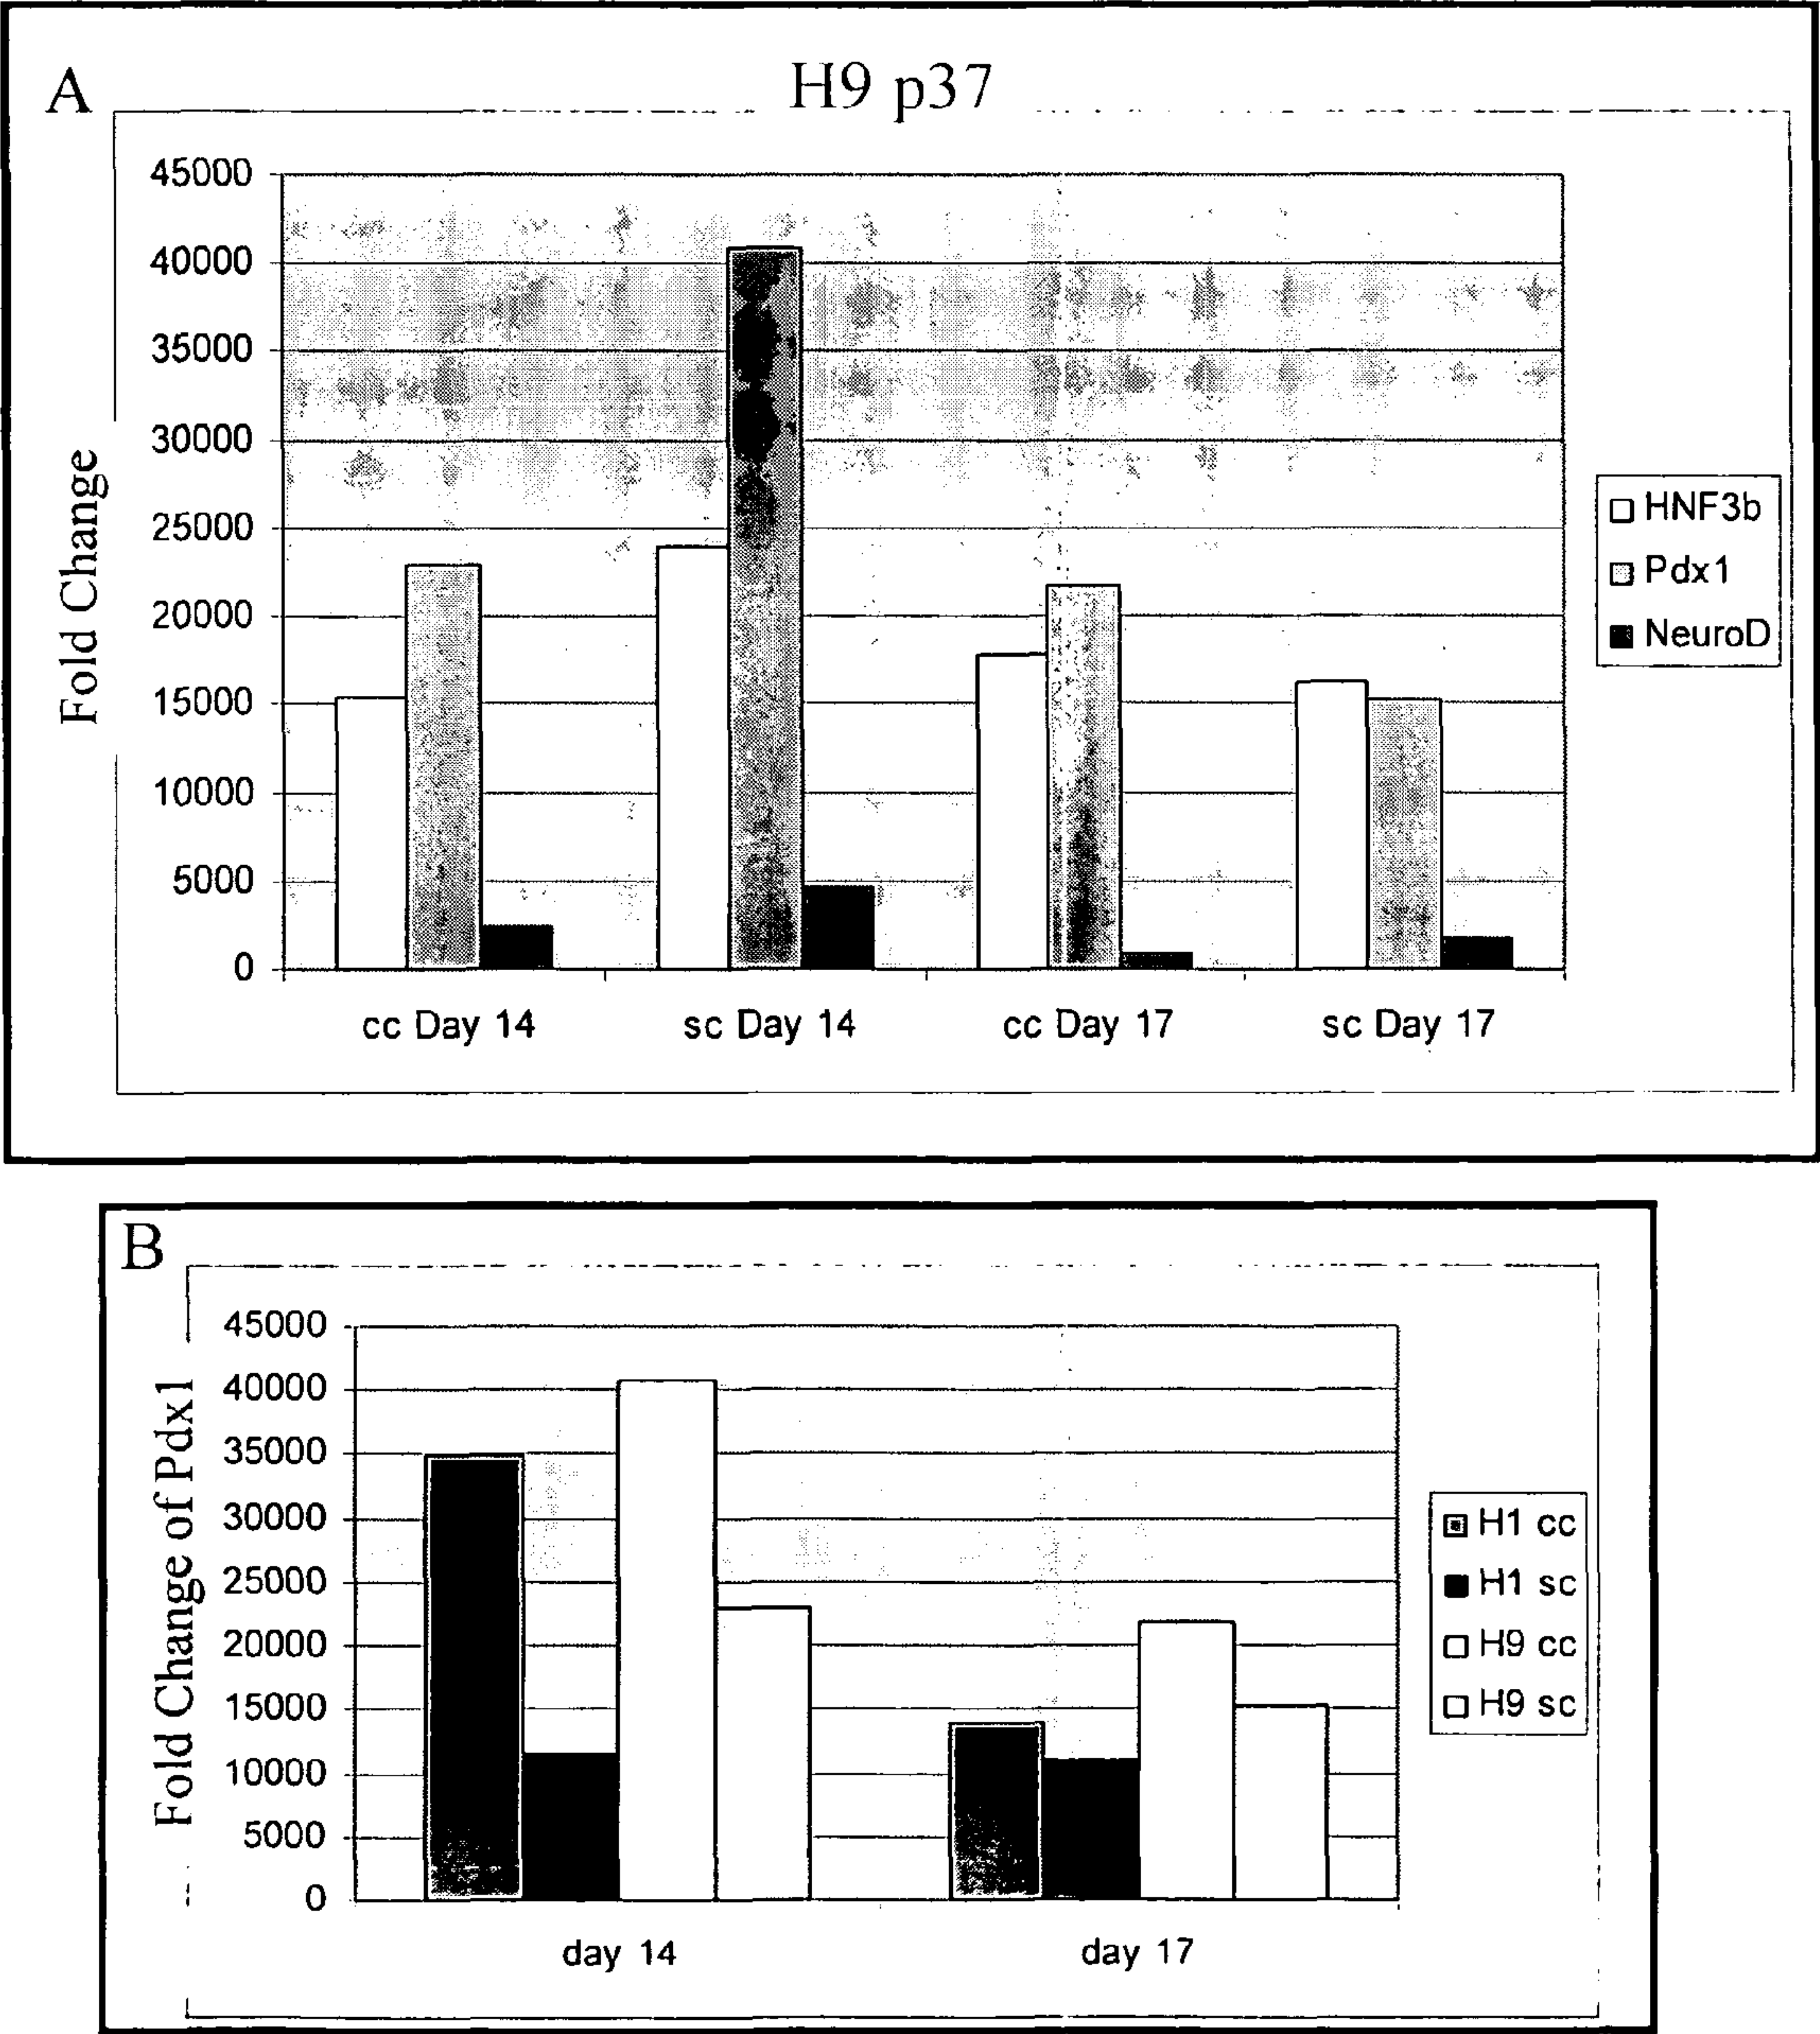 A
H9 p37
Fold Change
45000
40000
35000
30000
25000
20000
15000
10000
5000
0
cc Day 14
sc Day 14
cc Day 17
sc Day 17
HNF3b
Pdx1
NeuroD
B
Fold Change of Pdx1
45000
40000
35000
30000
25000
20000
15000
10000
5000
0
day 14
day 17
H1 cc
H1 sc
H9 cc
H9 sc